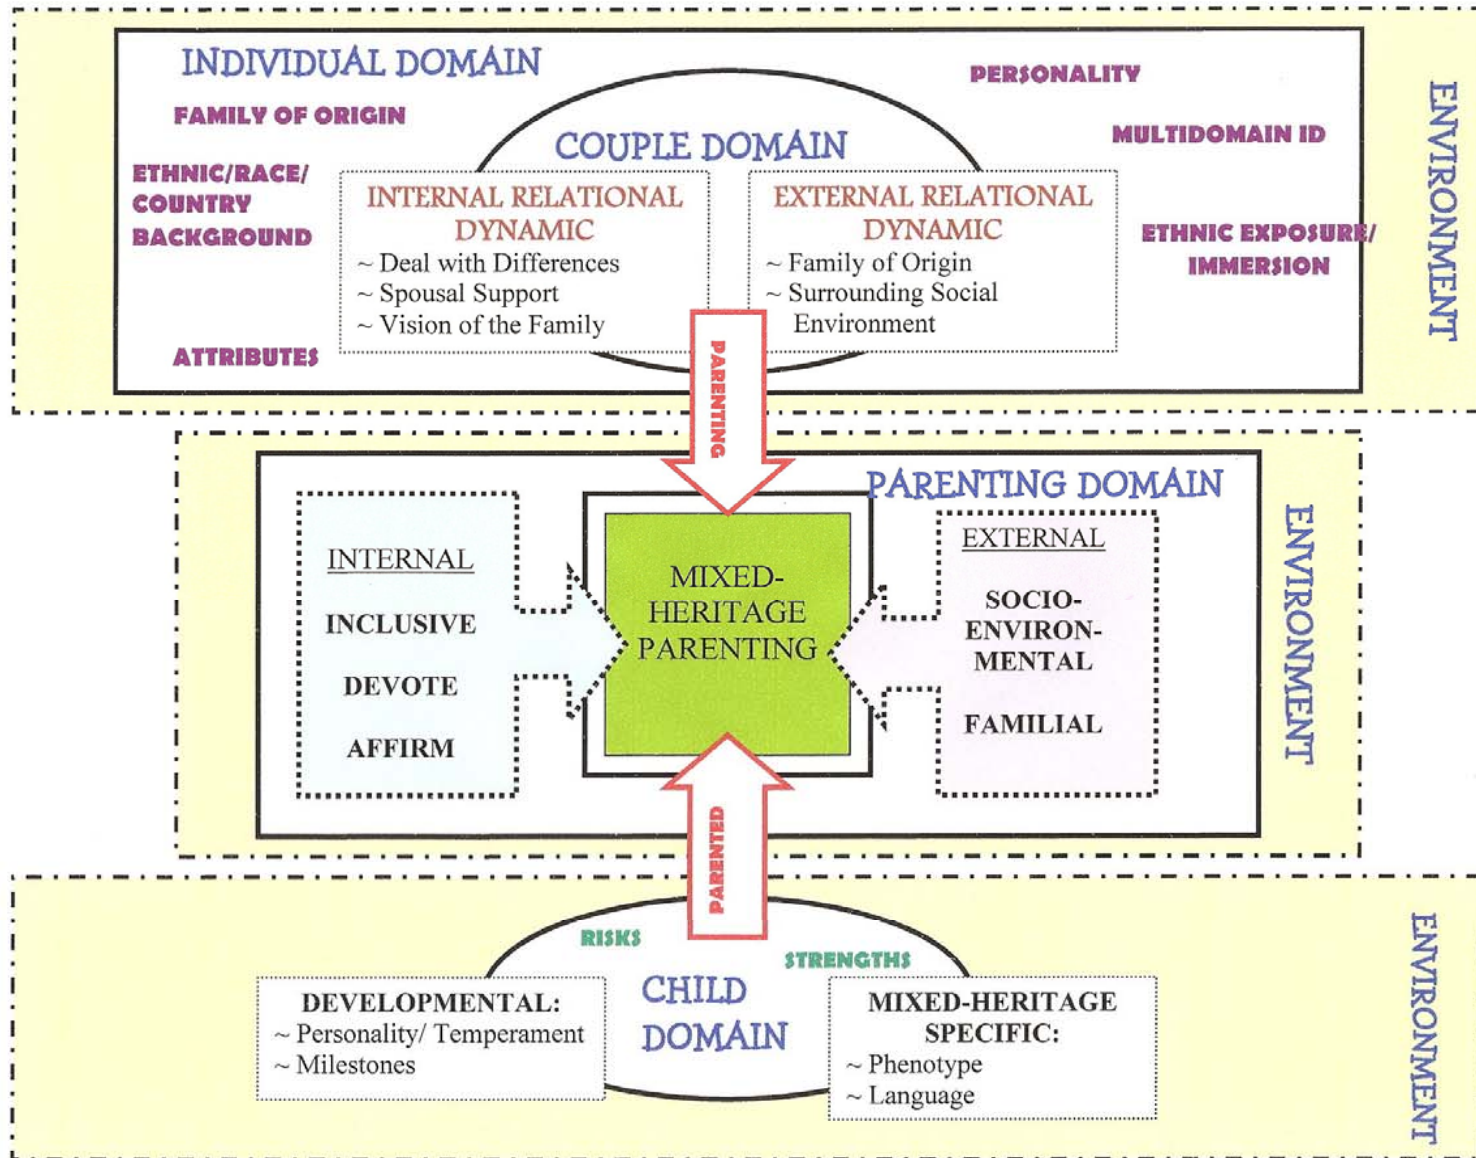 INDIVIDUAL DOMAIN
FAMILY OF ORIGIN
ETHNIC/RACE/
COUNTRY
BACKGROUND
ATTRIBUTES
PERSONALITY
MULTIDOMAIN ID
ETHNIC EXPOSURE/
IMMERSION
ENVIRONMENT
COUPLE DOMAIN
INTERNAL RELATIONAL
DYNAMIC
~ Deal with Differences
~ Spousal Support
~ Vision of the Family
EXTERNAL RELATIONAL
DYNAMIC
~ Family of Origin
~ Surrounding Social
Environment
PARENTING
PARENTING DOMAIN
INTERNAL
INCLUSIVE
DEVOTE
AFFIRM
MIXED-
HERITAGE
PARENTING
EXTERNAL
SOCIO-
ENVIRON-
MENTAL
FAMILIAL
ENVIRONMENT
PARENTED
RISKS
STRENGTHS
CHILD
DOMAIN
DEVELOPMENTAL:
~ Personality/ Temperament
~ Milestones
MIXED-HERITAGE
SPECIFIC:
~ Phenotype
~ Language
ENVIRONMENT